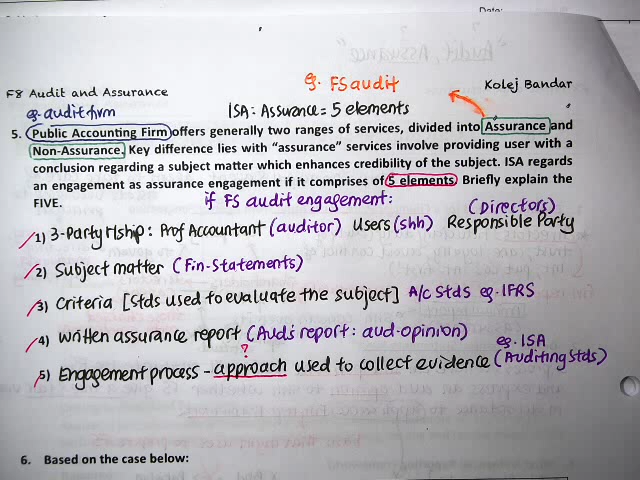 Date:
eg. FS audit
F8 Audit and Assurance
Kolej Bandar
eg. audit firm
ISA: Assurance = 5 elements
5. Public Accounting Firm offers generally two ranges of services, divided into Assurance and
Non-Assurance. Key difference lies with "assurance" services involve providing user with a
conclusion regarding a subject matter which enhances credibility of the subject. ISA regards
an engagement as assurance engagement if it comprises of 5 elements. Briefly explain the
FIVE.
if FS audit engagement:
(Directors)
1) 3-Party r/ship: Prof Accountant (auditor) Users (shh) Responsible Party
2) Subject matter (Fin-Statements)
3) Criteria [Stds used to evaluate the subject] A/C Stds eg. IFRS
4) Written assurance report (Aud's report: aud-opinion)
?
eg. ISA
5) Engagement process - approach used to collect evidence (Auditing Stds)
6. Based on the case below: